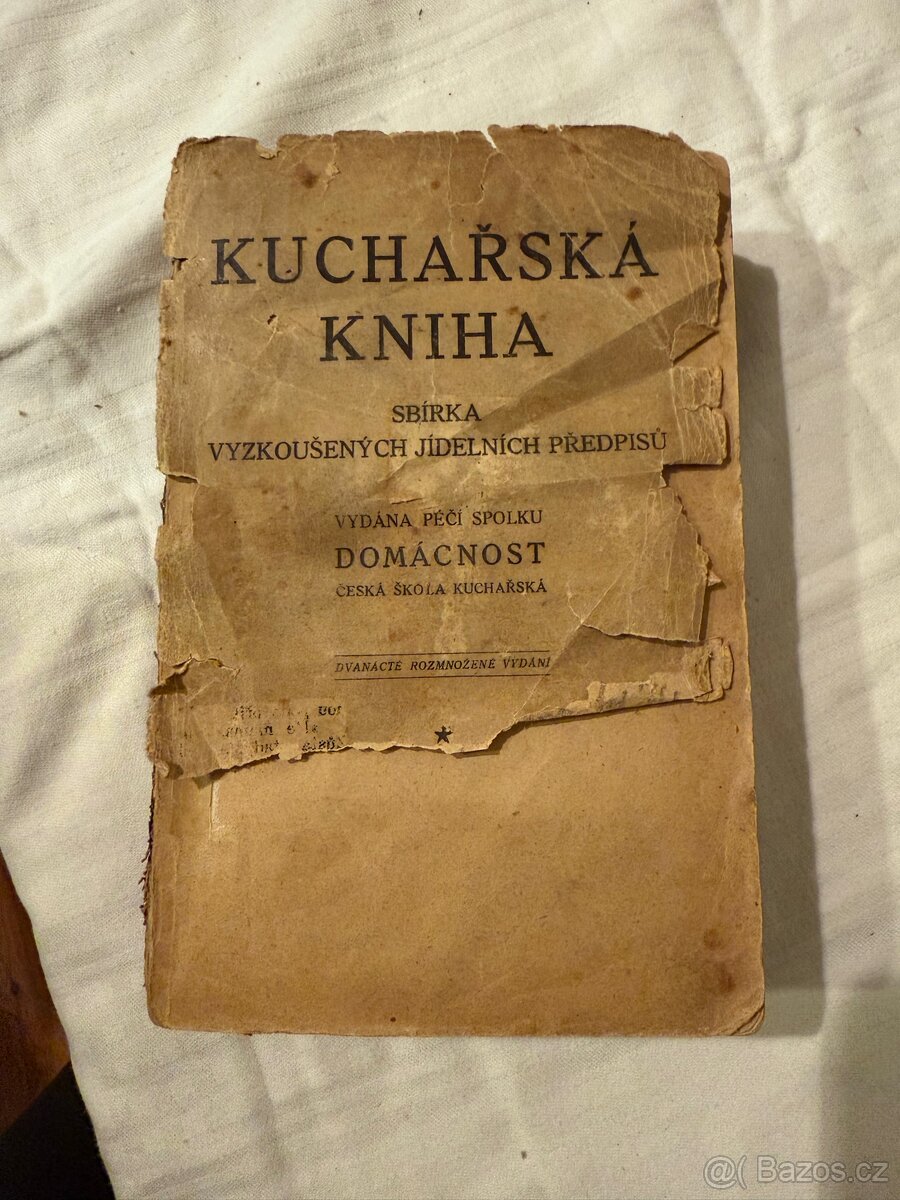 KUCHAŘSKÁ
KNIHA
SBÍRKA
VYZKOUŠENÝCH JÍDELNÍCH PŘEDPISŮ
VYDÁNA PÉČÍ SPOLKU
DOMÁCNOST
ČESKÁ ŠKOLA KUCHAŘSKÁ
DVANÁCTÉ ROZMNOŽENÉ VYDÁNÍ
@( Bazos.cz